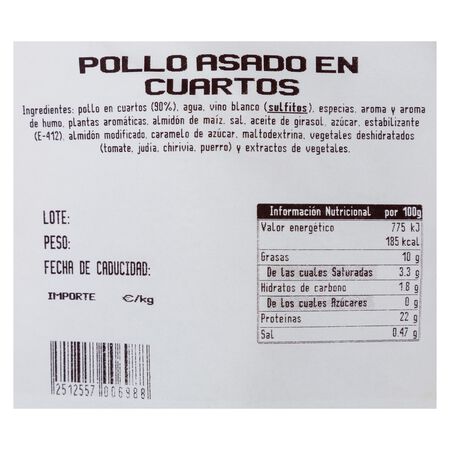 POLLO ASADO EN
CUARTOS
Ingredientes: pollo en cuartos (90%), agua, vino blanco (sulfitos), especias, aroma y aroma
de humo, plantas aromáticas, almidón de maíz, sal, aceite de girasol, azúcar, estabilizante
(E-412), almidón modificado, caramelo de azúcar, maltodextrina, vegetales deshidratados
(tomate, judía, chirivia, puerro) y extractos de vegetales.
LOTE:
PESO:
FECHA DE CADUCIDAD:
IMPORTE €/kg
2512557 006988
Información Nutricional por 100g
Valor energético 775 kJ
185 kcal
Grasas 10 g
De las cuales Saturadas 3.3 g
Hidratos de carbono 1.8 g
De los cuales Azúcares 0 g
Proteínas 22 g
Sal 0.47 g